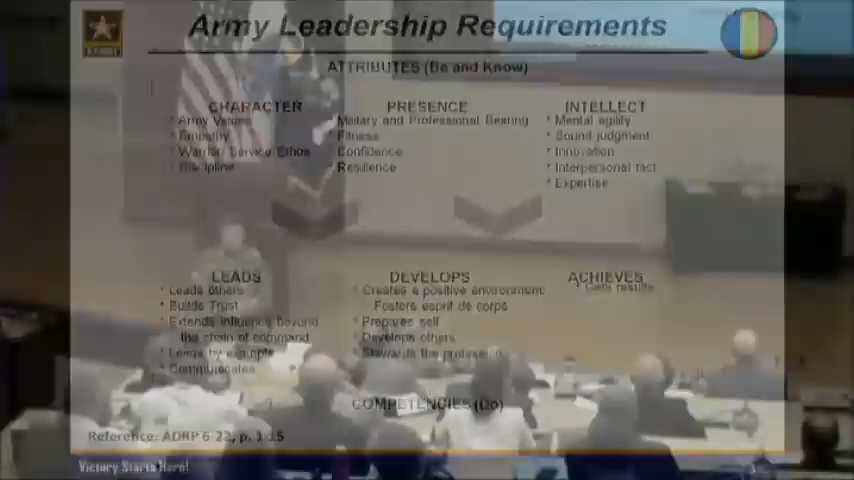 Army Leadership Requirements
ATTRIBUTES (Be and Know)
CHARACTER
* Army Values
* Empathy
* Warrior/Service Ethos
* Discipline
PRESENCE
Military and Professional Bearing
* Fitness
Confidence
Resilience
INTELLECT
* Mental agility
* Sound judgment
* Innovation
* Interpersonal tact
* Expertise
LEADS
* Leads others
* Builds Trust
* Extends influence beyond
the chain of command
* Leads by example
* Communicates
DEVELOPS
* Creates a positive environment
Fosters esprit de corps
* Prepares self
* Develops others
* Stewards the profession
ACHIEVES
* Gets results
COMPETENCIES (Do)
Reference: ADRP 6-22, p. 1-15
Victory Starts Here!